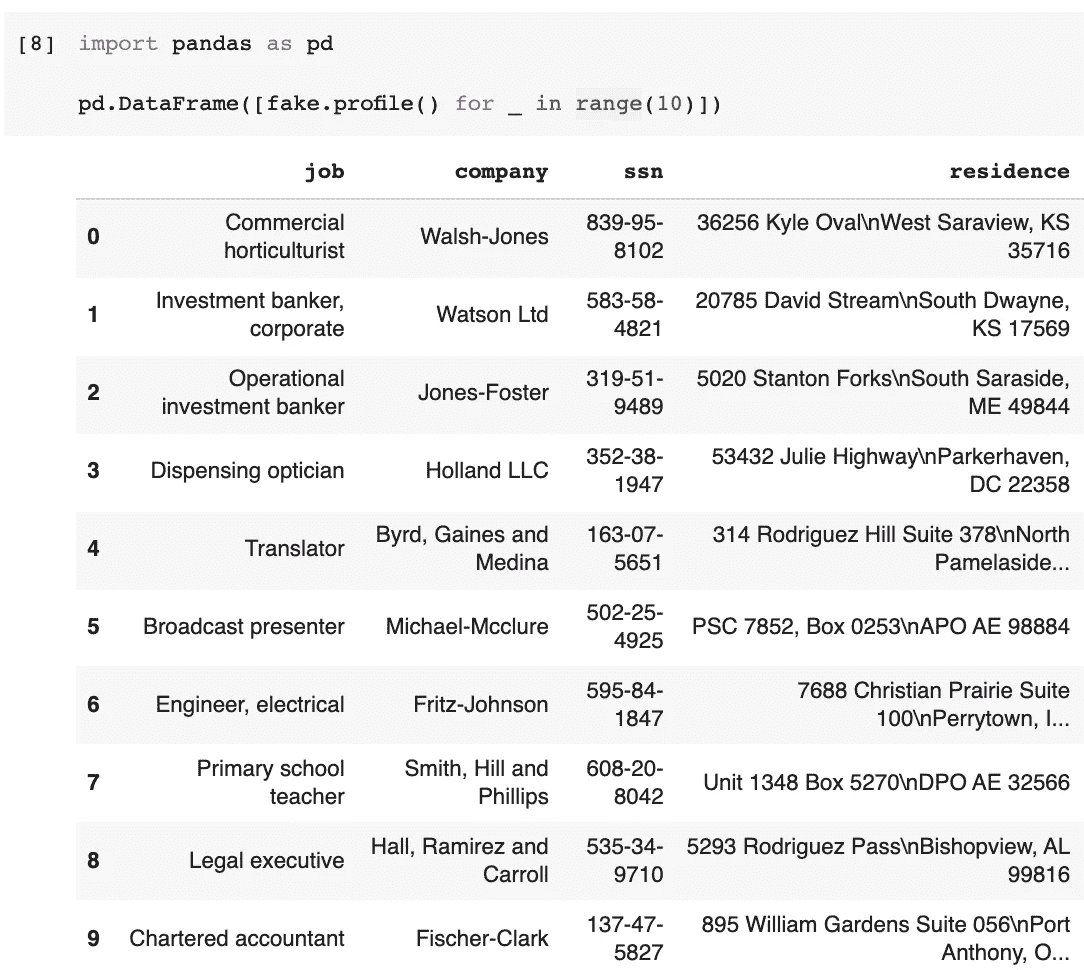 [8] import pandas as pd
pd.DataFrame([fake.profile() for _ in range(10)])
job company ssn residence
0 Commercial horticulturist Walsh-Jones 839-95-8102 36256 Kyle Oval\nWest Saraview, KS 35716
1 Investment banker, corporate Watson Ltd 583-58-4821 20785 David Stream\nSouth Dwayne, KS 17569
2 Operational investment banker Jones-Foster 319-51-9489 5020 Stanton Forks\nSouth Saraside, ME 49844
3 Dispensing optician Holland LLC 352-38-1947 53432 Julie Highway\nParkerhaven, DC 22358
4 Translator Byrd, Gaines and Medina 163-07-5651 314 Rodriguez Hill Suite 378\nNorth Pamelaside...
5 Broadcast presenter Michael-Mcclure 502-25-4925 PSC 7852, Box 0253\nAPO AE 98884
6 Engineer, electrical Fritz-Johnson 595-84-1847 7688 Christian Prairie Suite 100\nPerrytown, I...
7 Primary school teacher Smith, Hill and Phillips 608-20-8042 Unit 1348 Box 5270\nDPO AE 32566
8 Legal executive Hall, Ramirez and Carroll 535-34-9710 5293 Rodriguez Pass\nBishopview, AL 99816
9 Chartered accountant Fischer-Clark 137-47-5827 895 William Gardens Suite 056\nPort Anthony, O...